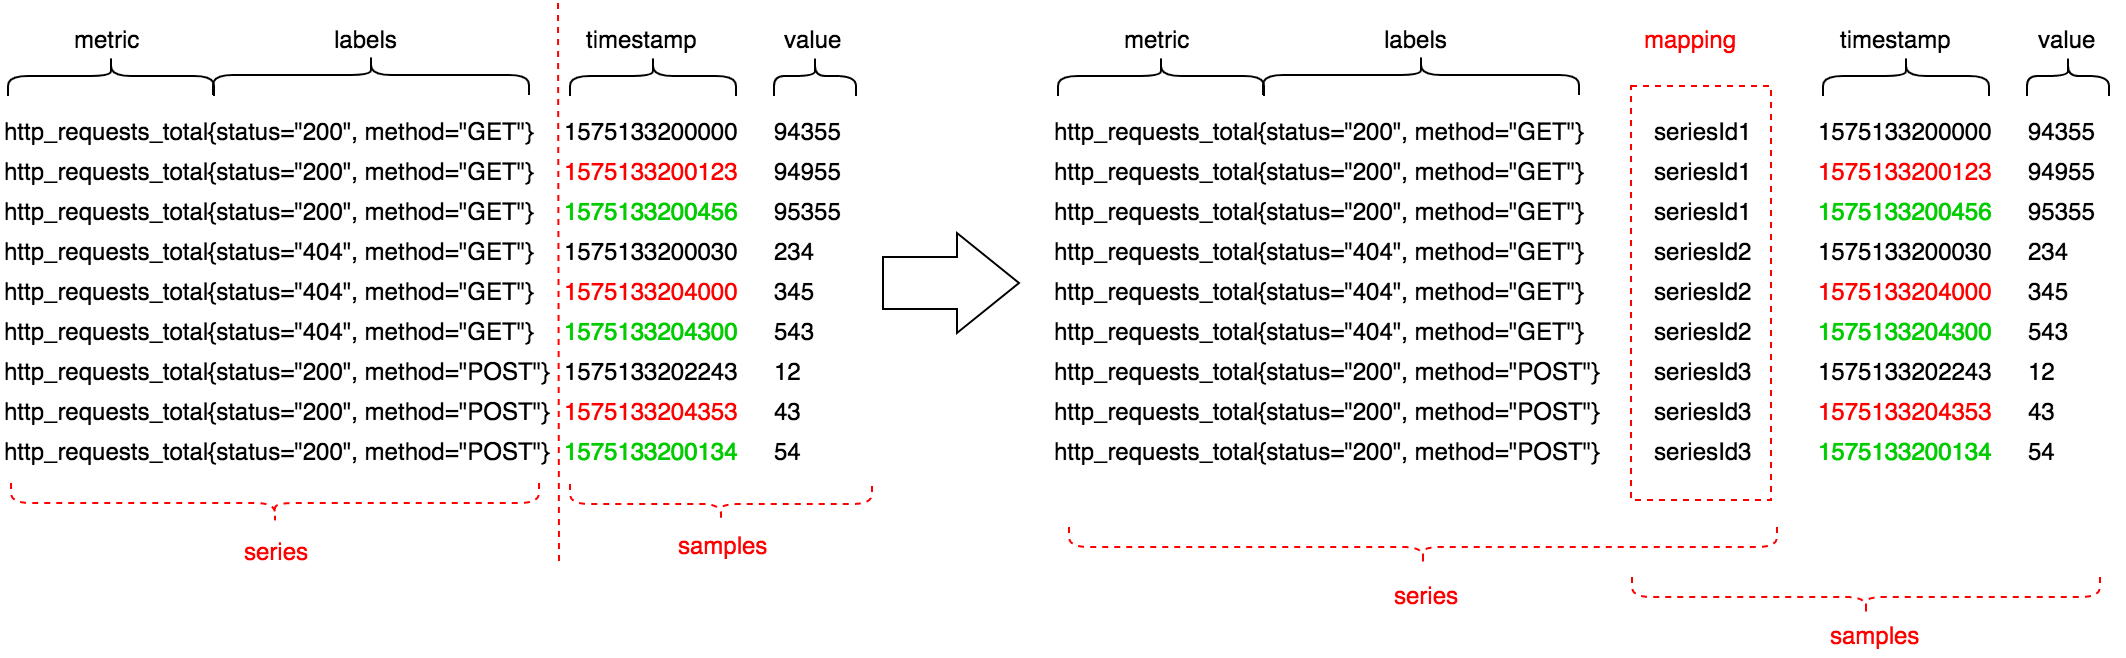 metric labels timestamp value metric labels mapping timestamp value
http_requests_total{status="200", method="GET"} 1575133200000 94355 http_requests_total{status="200", method="GET"} seriesId1 1575133200000 94355
http_requests_total{status="200", method="GET"} 1575133200123 94955 http_requests_total{status="200", method="GET"} seriesId1 1575133200123 94955
http_requests_total{status="200", method="GET"} 1575133200456 95355 http_requests_total{status="200", method="GET"} seriesId1 1575133200456 95355
http_requests_total{status="404", method="GET"} 1575133200030 234 http_requests_total{status="404", method="GET"} seriesId2 1575133200030 234
http_requests_total{status="404", method="GET"} 1575133204000 345 http_requests_total{status="404", method="GET"} seriesId2 1575133204000 345
http_requests_total{status="404", method="GET"} 1575133204300 543 http_requests_total{status="404", method="GET"} seriesId2 1575133204300 543
http_requests_total{status="200", method="POST"} 1575133202243 12 http_requests_total{status="200", method="POST"} seriesId3 1575133202243 12
http_requests_total{status="200", method="POST"} 1575133204353 43 http_requests_total{status="200", method="POST"} seriesId3 1575133204353 43
http_requests_total{status="200", method="POST"} 1575133200134 54 http_requests_total{status="200", method="POST"} seriesId3 1575133200134 54
series samples
series
samples